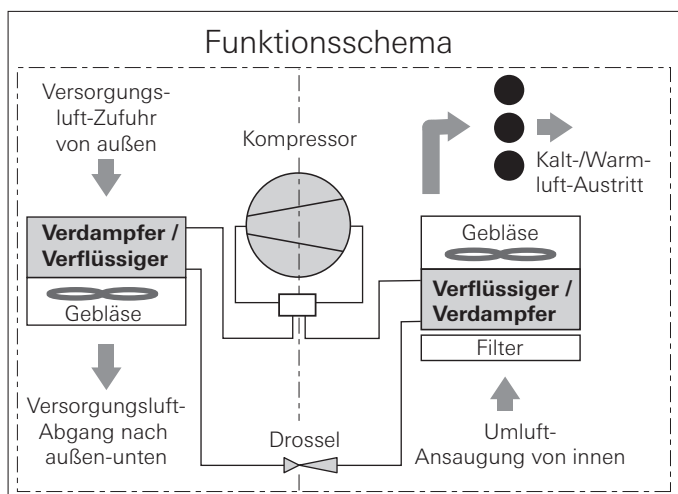 Funktionsschema
Versorgungs-
luft-Zufuhr
von außen
Kompressor
Kalt-/Warm-
luft-Austritt
Verdampfer /
Verflüssiger
Gebläse
Gebläse
Verflüssiger /
Verdampfer
Filter
Versorgungsluft-
Abgang nach
außen-unten
Drossel
Umluft-
Ansaugung von innen